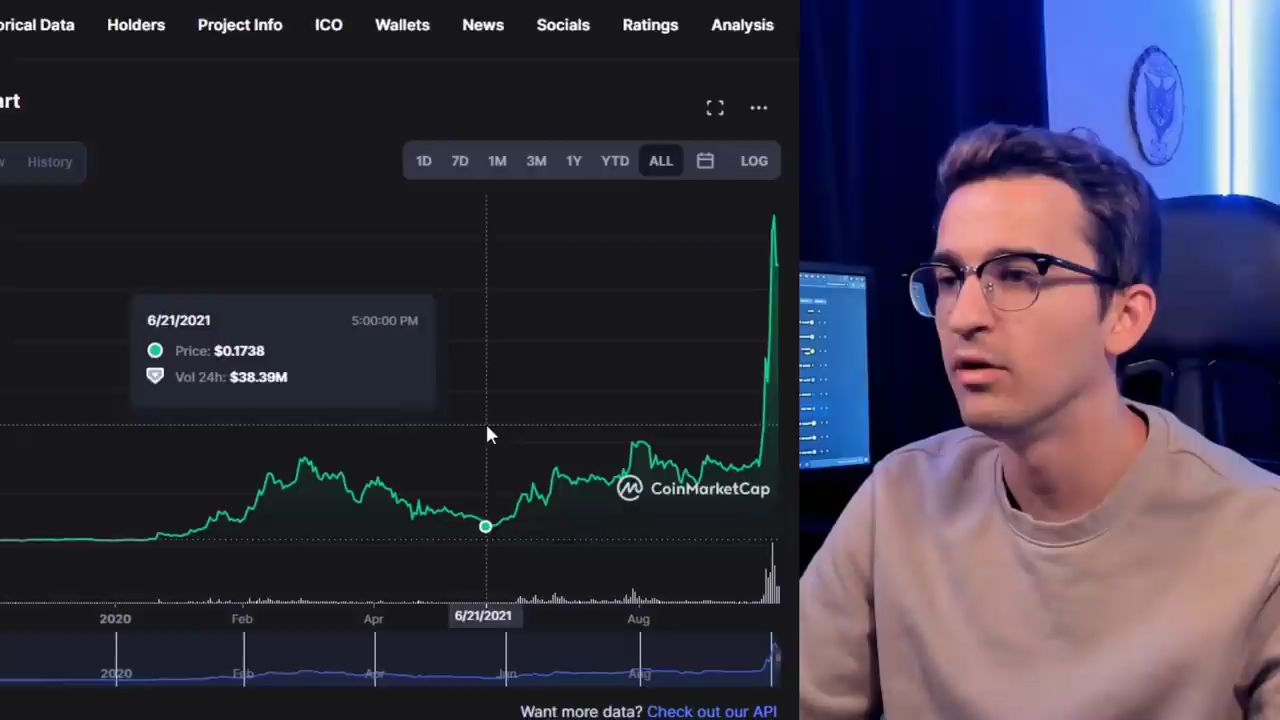 orical Data Holders Project Info ICO Wallets News Socials Ratings Analysis
art
w History
1D 7D 1M 3M 1Y YTD ALL LOG
6/21/2021 5:00:00 PM
Price: $0.1738
Vol 24h: $38.39M
CoinMarketCap
2020 Feb Apr 6/21/2021 Aug
2020 Feb Apr Jun Aug
Want more data? Check out our API